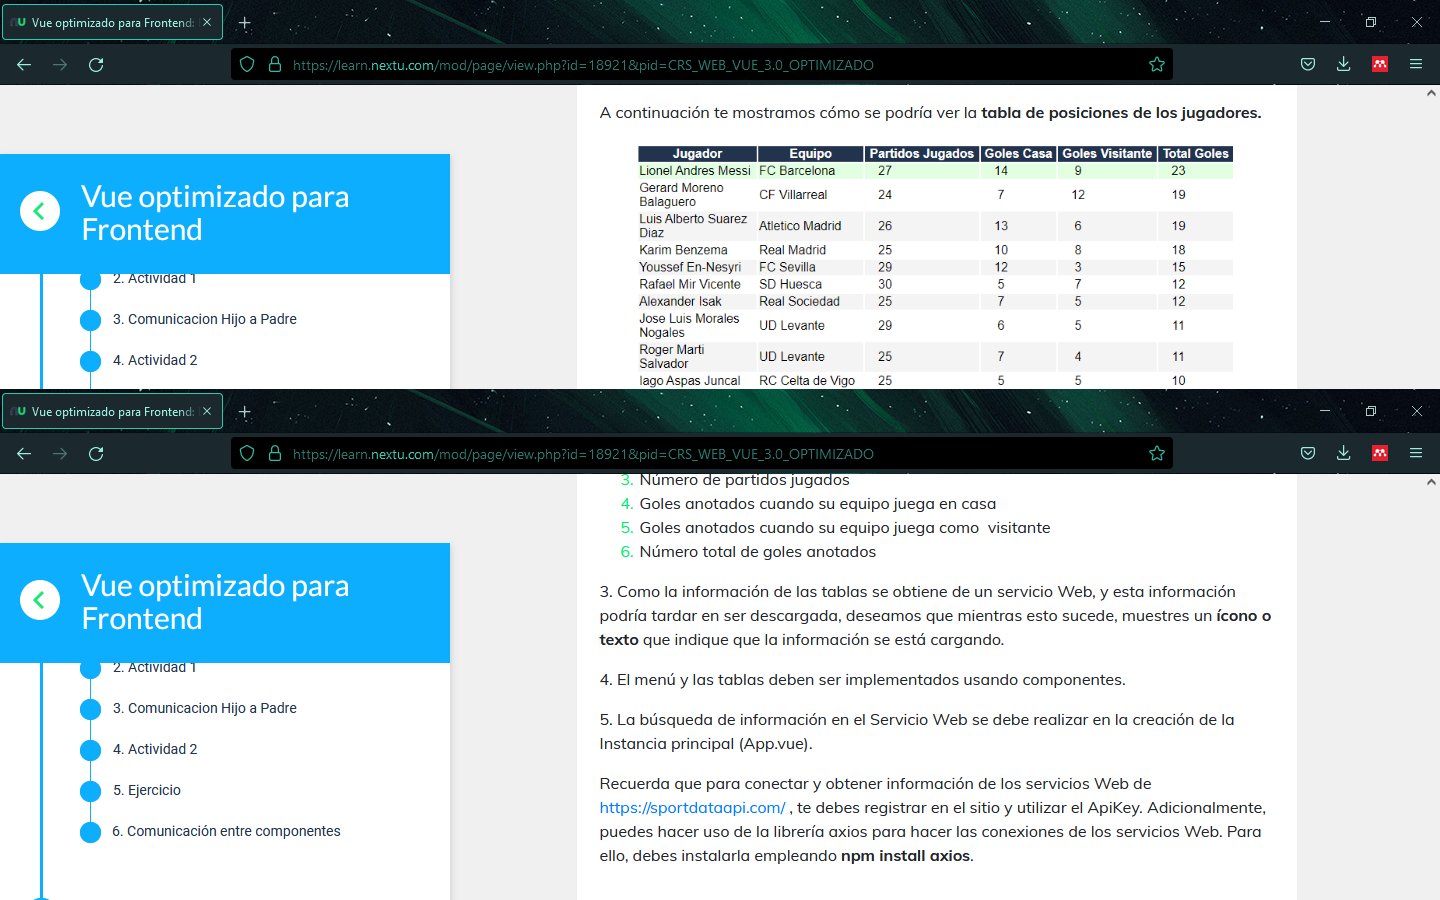 Vue optimizado para Frontend:
https://learn.nextu.com/mod/page/view.php?id=18921&pid=CRS_WEB_VUE_3.0_OPTIMIZADO
Vue optimizado para
Frontend
2. Actividad 1
3. Comunicacion Hijo a Padre
4. Actividad 2
A continuación te mostramos cómo se podría ver la tabla de posiciones de los jugadores.
Jugador Equipo Partidos Jugados Goles Casa Goles Visitante Total Goles
Lionel Andres Messi FC Barcelona 27 14 9 23
Gerard Moreno
Balaguero CF Villarreal 24 7 12 19
Luis Alberto Suarez
Diaz Atletico Madrid 26 13 6 19
Karim Benzema Real Madrid 25 10 8 18
Youssef En-Nesyri FC Sevilla 29 12 3 15
Rafael Mir Vicente SD Huesca 30 5 7 12
Alexander Isak Real Sociedad 25 7 5 12
Jose Luis Morales
Nogales UD Levante 29 6 5 11
Roger Marti
Salvador UD Levante 25 7 4 11
Iago Aspas Juncal RC Celta de Vigo 25 5 5 10
Vue optimizado para Frontend:
https://learn.nextu.com/mod/page/view.php?id=18921&pid=CRS_WEB_VUE_3.0_OPTIMIZADO
Vue optimizado para
Frontend
2. Actividad 1
3. Comunicacion Hijo a Padre
4. Actividad 2
5. Ejercicio
6. Comunicación entre componentes
3. Número de partidos jugados
4. Goles anotados cuando su equipo juega en casa
5. Goles anotados cuando su equipo juega como visitante
6. Número total de goles anotados
3. Como la información de las tablas se obtiene de un servicio Web, y esta información
podría tardar en ser descargada, deseamos que mientras esto sucede, muestres un ícono o
texto que indique que la información se está cargando.
4. El menú y las tablas deben ser implementados usando componentes.
5. La búsqueda de información en el Servicio Web se debe realizar en la creación de la
Instancia principal (App.vue).
Recuerda que para conectar y obtener información de los servicios Web de
https://sportdataapi.com/ , te debes registrar en el sitio y utilizar el ApiKey. Adicionalmente,
puedes hacer uso de la librería axios para hacer las conexiones de los servicios Web. Para
ello, debes instalarla empleando npm install axios.